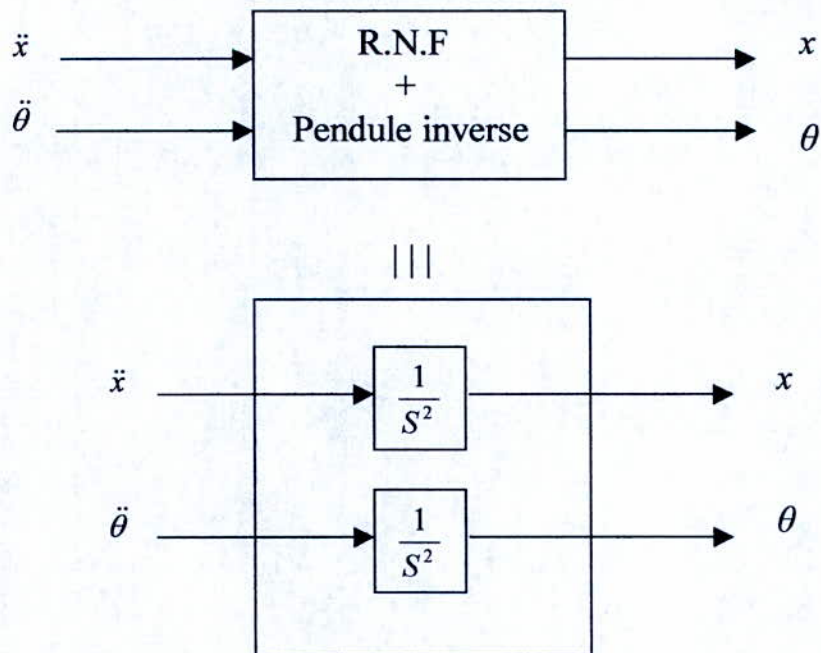 ẍ R.N.F x
+
θ̈ Pendule inverse θ
|||
ẍ 1/S² x
θ̈ 1/S² θ